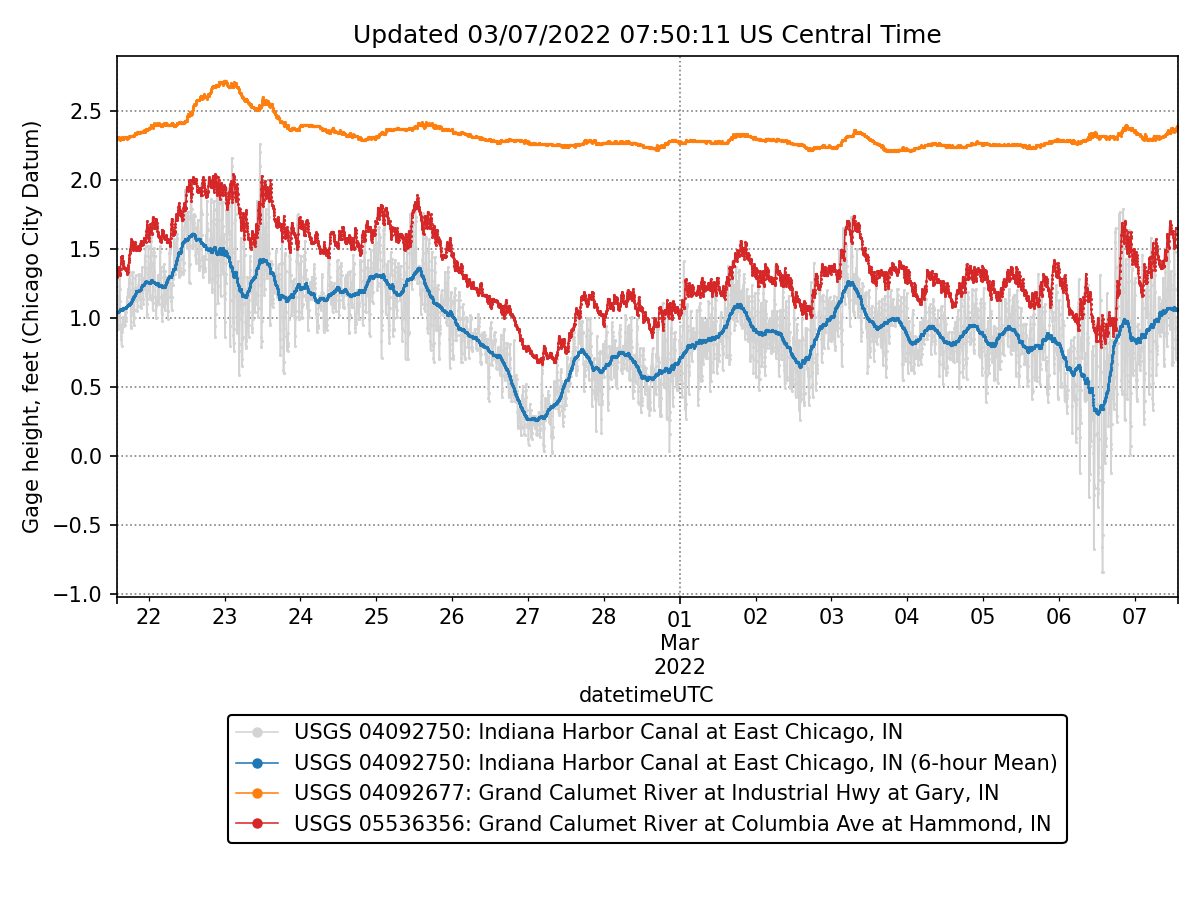 Updated 03/07/2022 07:50:11 US Central Time
Gage height, feet (Chicago City Datum)
2.5
2.0
1.5
1.0
0.5
0.0
−0.5
−1.0
22 23 24 25 26 27 28 01 02 03 04 05 06 07
Mar
2022
datetimeUTC
USGS 04092750: Indiana Harbor Canal at East Chicago, IN
USGS 04092750: Indiana Harbor Canal at East Chicago, IN (6-hour Mean)
USGS 04092677: Grand Calumet River at Industrial Hwy at Gary, IN
USGS 05536356: Grand Calumet River at Columbia Ave at Hammond, IN